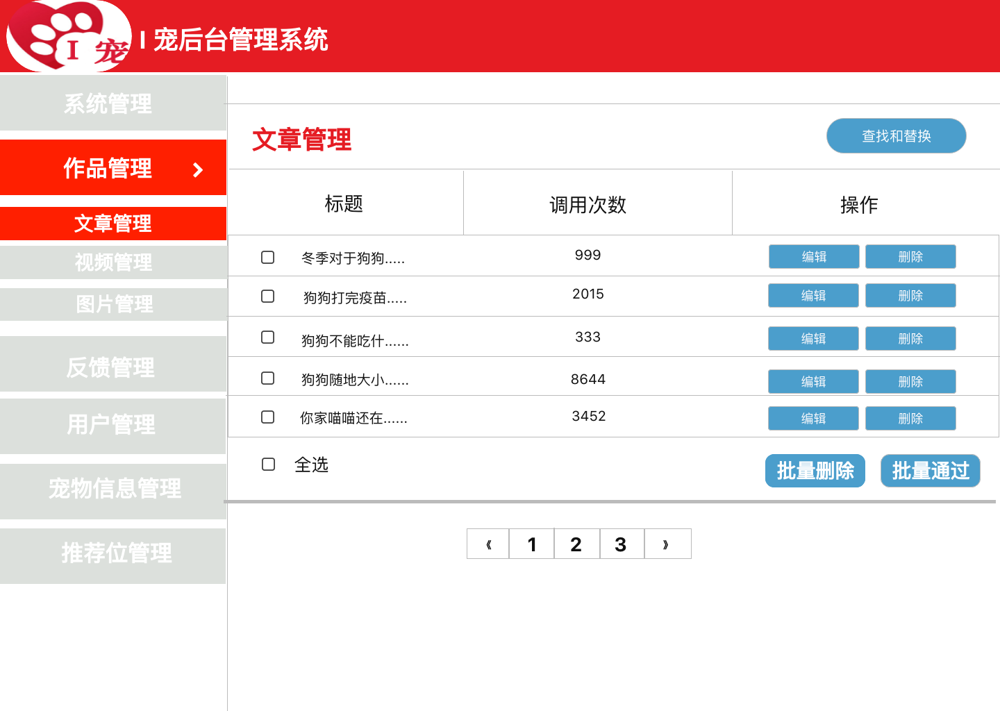 I 宠
I 宠后台管理系统
系统管理
作品管理
文章管理
视频管理
图片管理
反馈管理
用户管理
宠物信息管理
推荐位管理
文章管理
查找和替换
标题 调用次数 操作
冬季对于狗狗..... 999 编辑 删除
狗狗打完疫苗..... 2015 编辑 删除
狗狗不能吃什...... 333 编辑 删除
狗狗随地大小...... 8644 编辑 删除
你家喵喵还在...... 3452 编辑 删除
全选 批量删除 批量通过
《 1 2 3 》